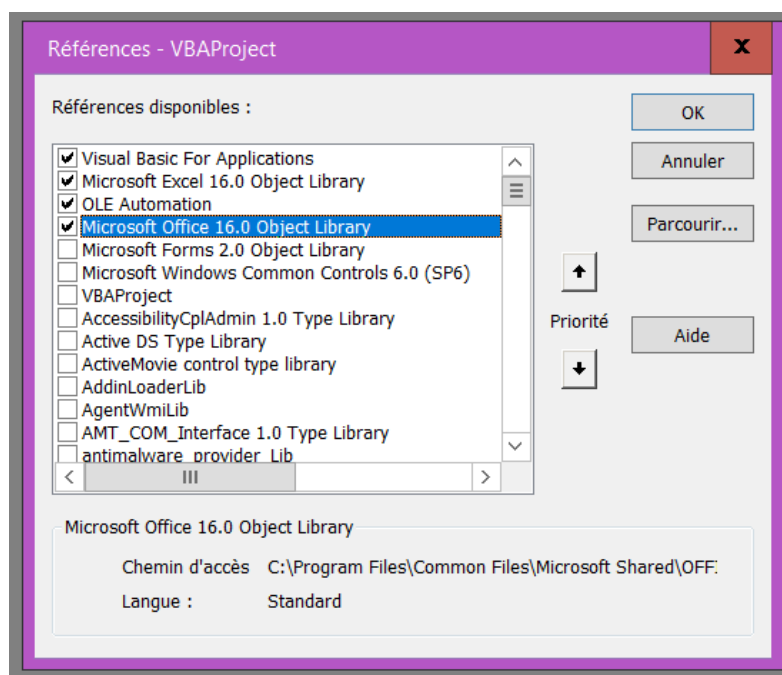 Références - VBAProject
x
Références disponibles :
OK
Visual Basic For Applications
Annuler
Microsoft Excel 16.0 Object Library
OLE Automation
Microsoft Office 16.0 Object Library
Parcourir...
Microsoft Forms 2.0 Object Library
Microsoft Windows Common Controls 6.0 (SP6)
VBAProject
AccessibilityCplAdmin 1.0 Type Library
Priorité
Aide
Active DS Type Library
ActiveMovie control type library
AddinLoaderLib
AgentWmiLib
AMT_COM_Interface 1.0 Type Library
antimalware_provider Lib
Microsoft Office 16.0 Object Library
Chemin d'accès C:\Program Files\Common Files\Microsoft Shared\OFF
Langue : Standard